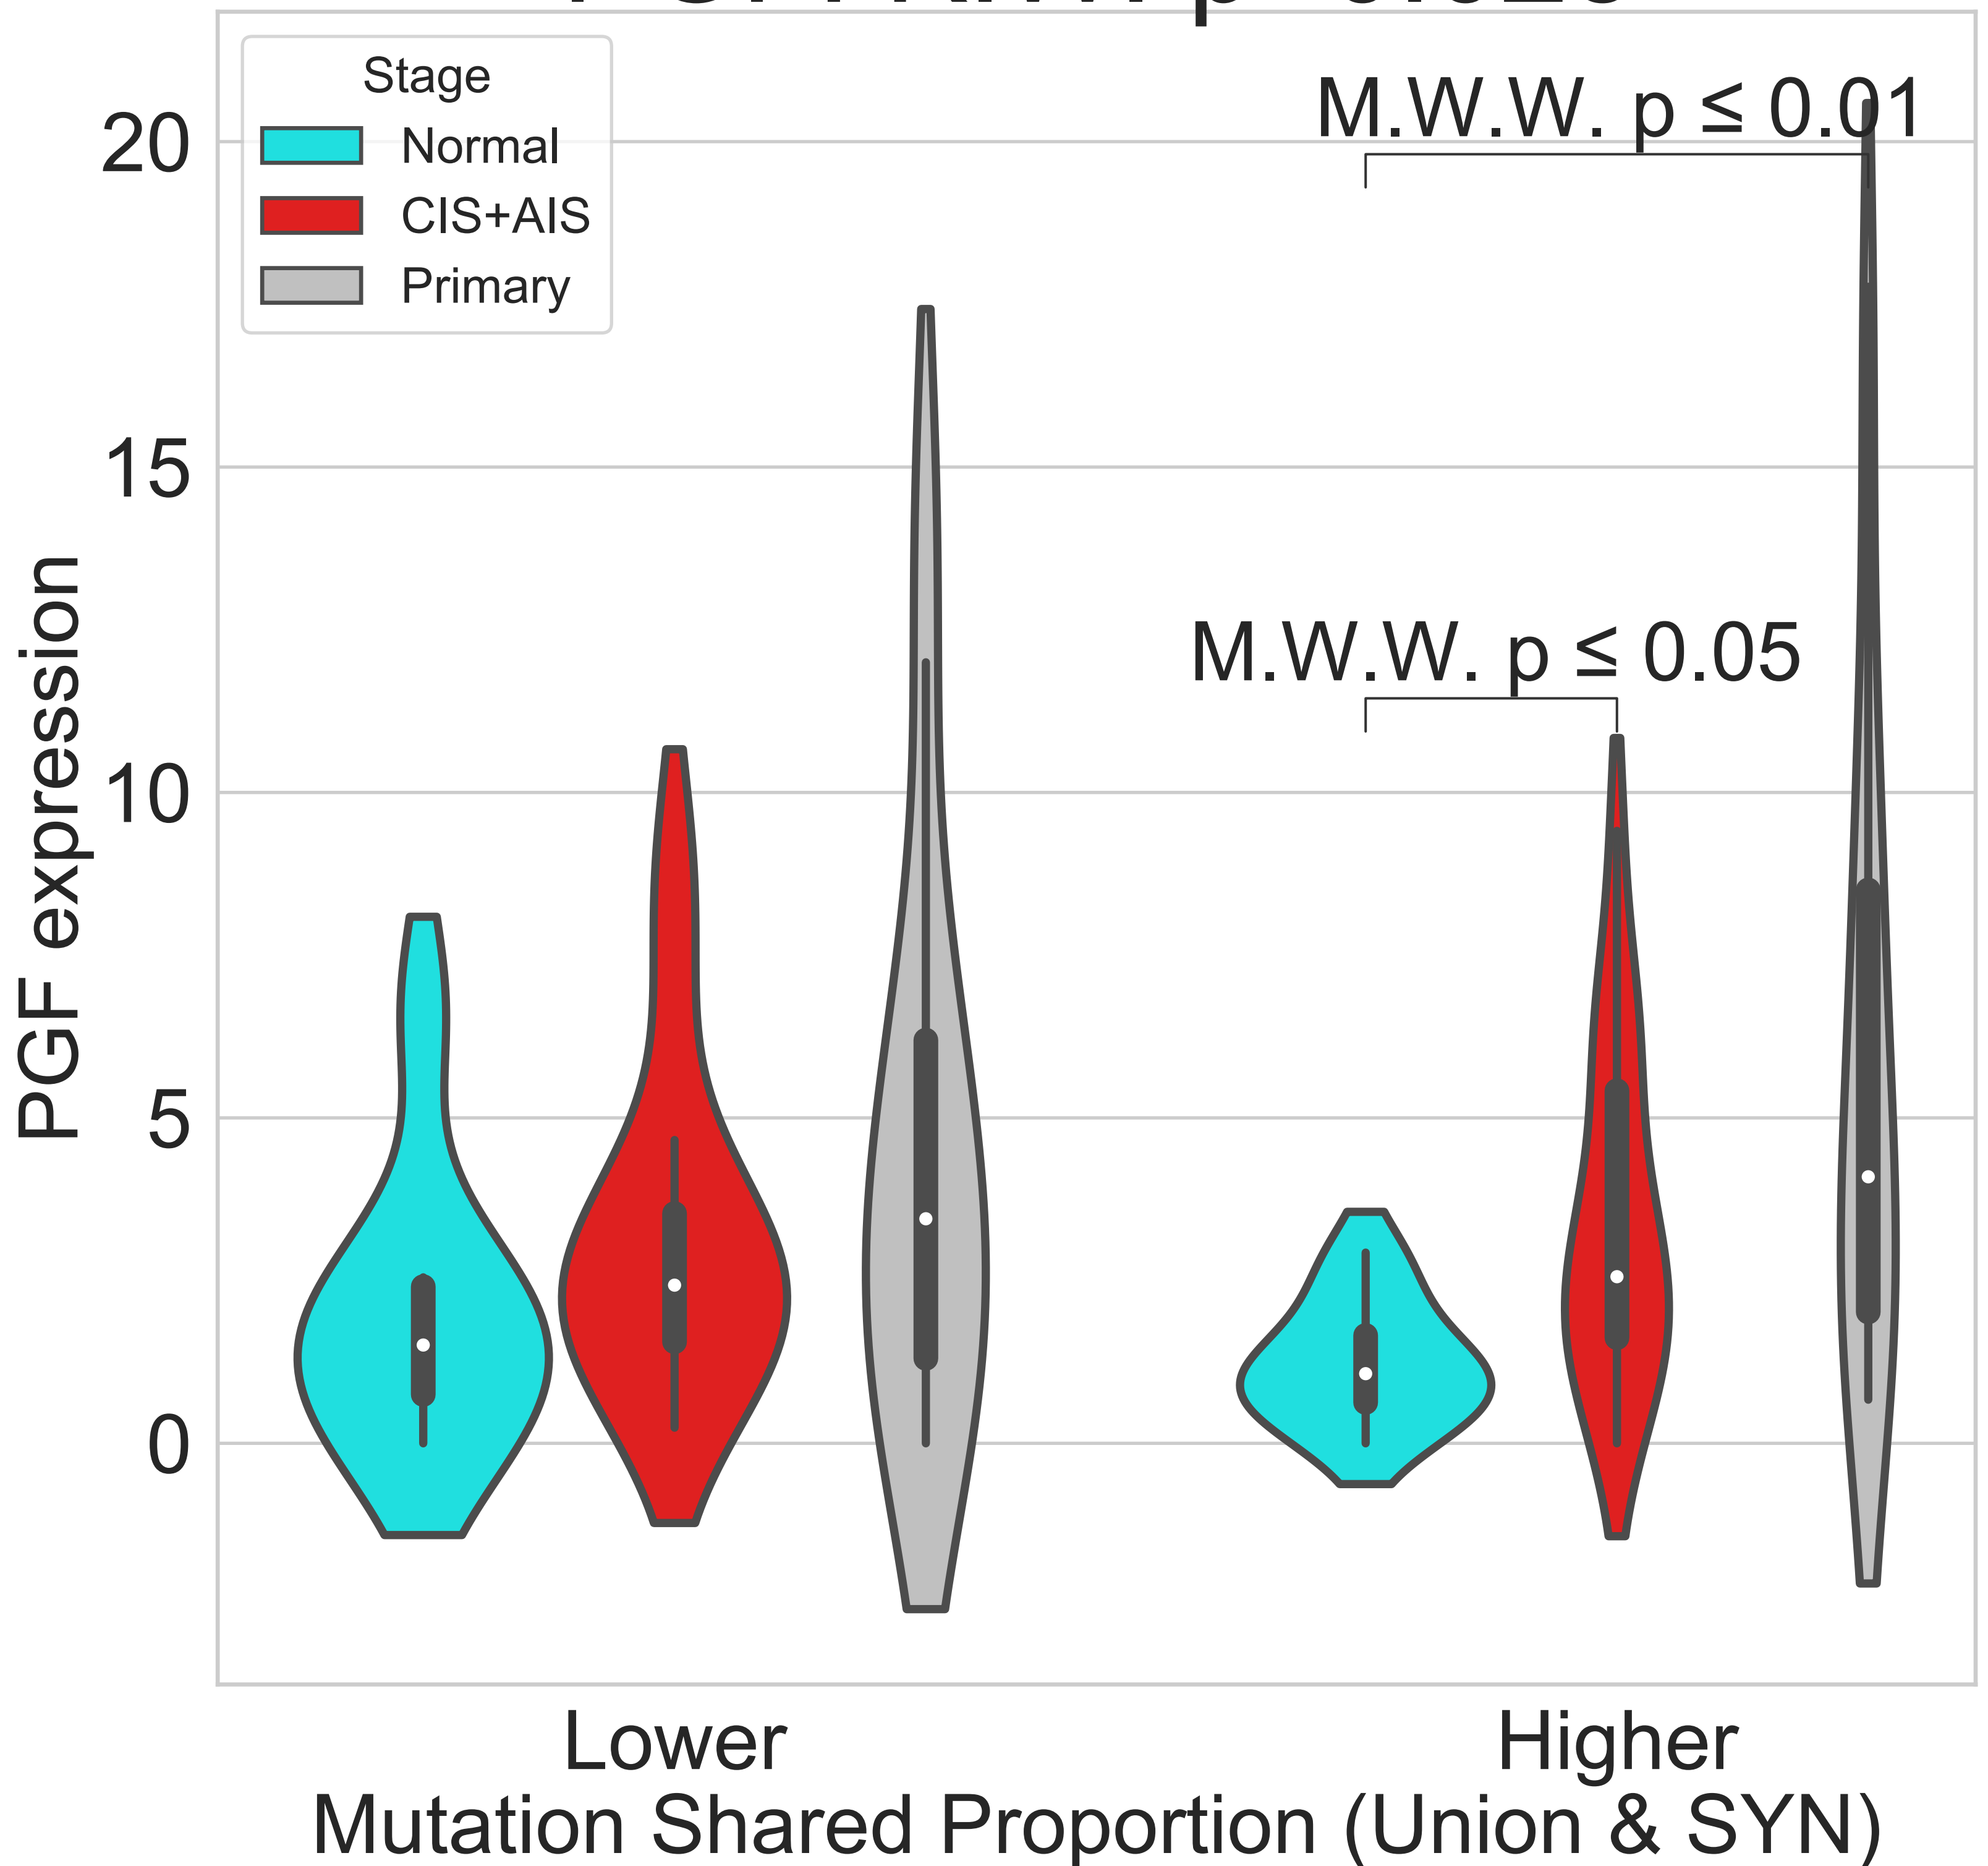 Stage
Normal
CIS+AIS
Primary
M.W.W. p ≤ 0.01
M.W.W. p ≤ 0.05
PGF expression
20
15
10
5
0
Lower
Higher
Mutation Shared Proportion (Union & SYN)